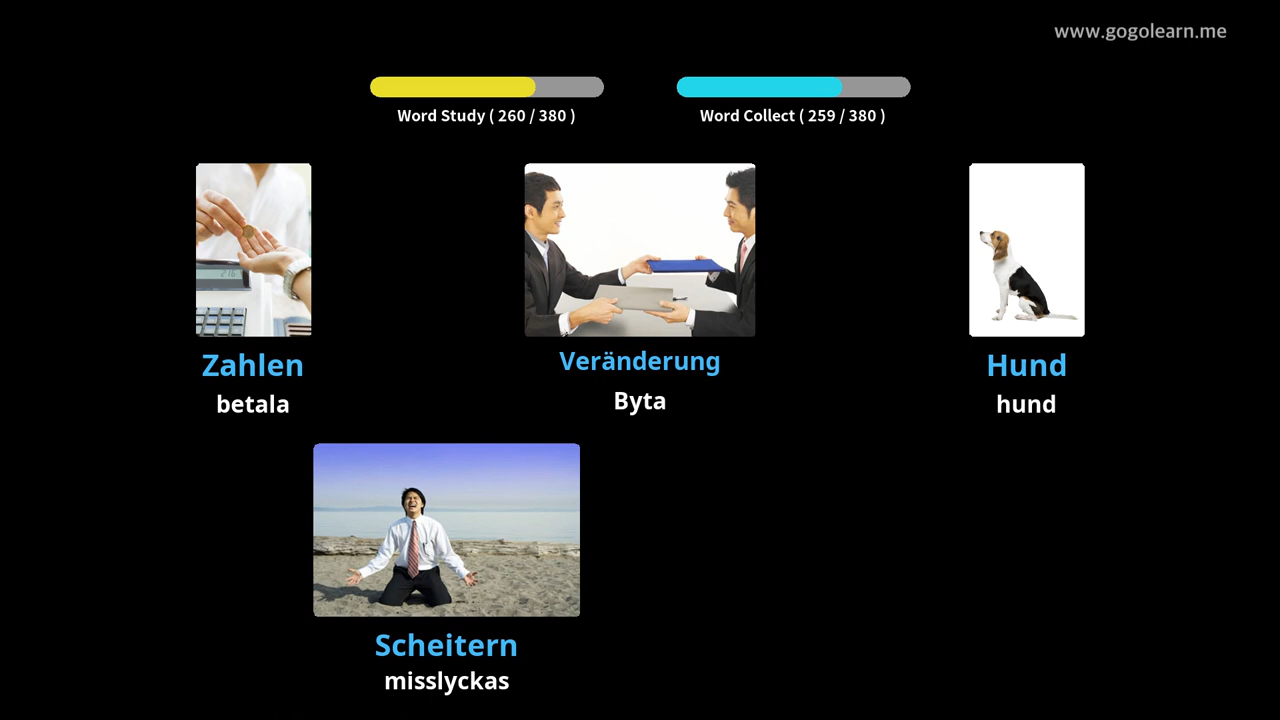 www.gogolearn.me
Word Study ( 260 / 380 )
Word Collect ( 259 / 380 )
Zahlen
betala
Veränderung
Byta
Hund
hund
Scheitern
misslyckas